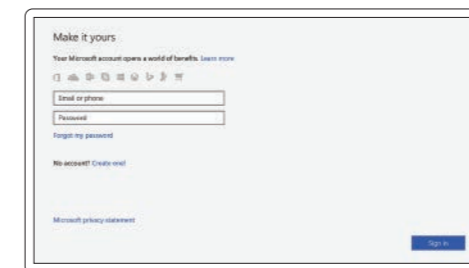 Make it yours
Your Microsoft account opens a world of benefits. Learn more
Email or phone
Password
Forgot my password
No account? Create one!
Microsoft privacy statement
Sign in